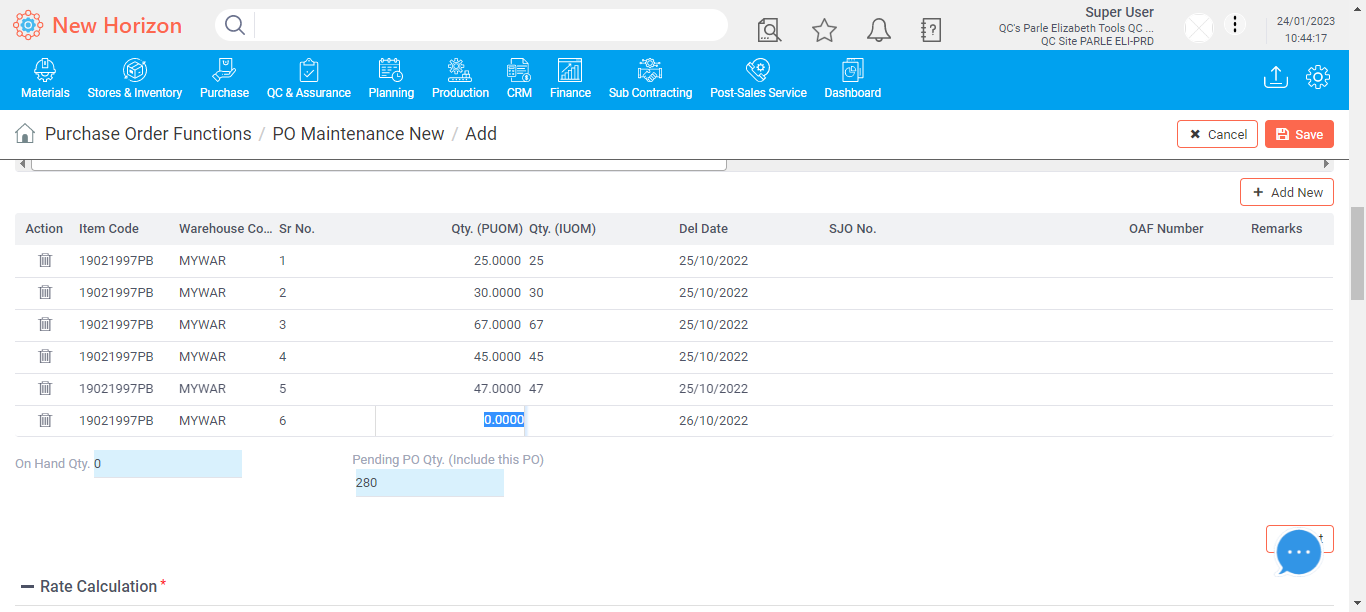 New Horizon
Super User
QC's Parle Elizabeth Tools QC ...
QC Site PARLE ELI-PRD
24/01/2023
10:44:17
Materials Stores & Inventory Purchase QC & Assurance Planning Production CRM Finance Sub Contracting Post-Sales Service Dashboard
Purchase Order Functions / PO Maintenance New / Add
Cancel Save
Add New
Action Item Code Warehouse Co... Sr No. Qty. (PUOM) Qty. (IUOM) Del Date SJO No. OAF Number Remarks
19021997PB MYWAR 1 25.0000 25 25/10/2022
19021997PB MYWAR 2 30.0000 30 25/10/2022
19021997PB MYWAR 3 67.0000 67 25/10/2022
19021997PB MYWAR 4 45.0000 45 25/10/2022
19021997PB MYWAR 5 47.0000 47 25/10/2022
19021997PB MYWAR 6 0.0000 26/10/2022
On Hand Qty. 0
Pending PO Qty. (Include this PO)
280
Rate Calculation *